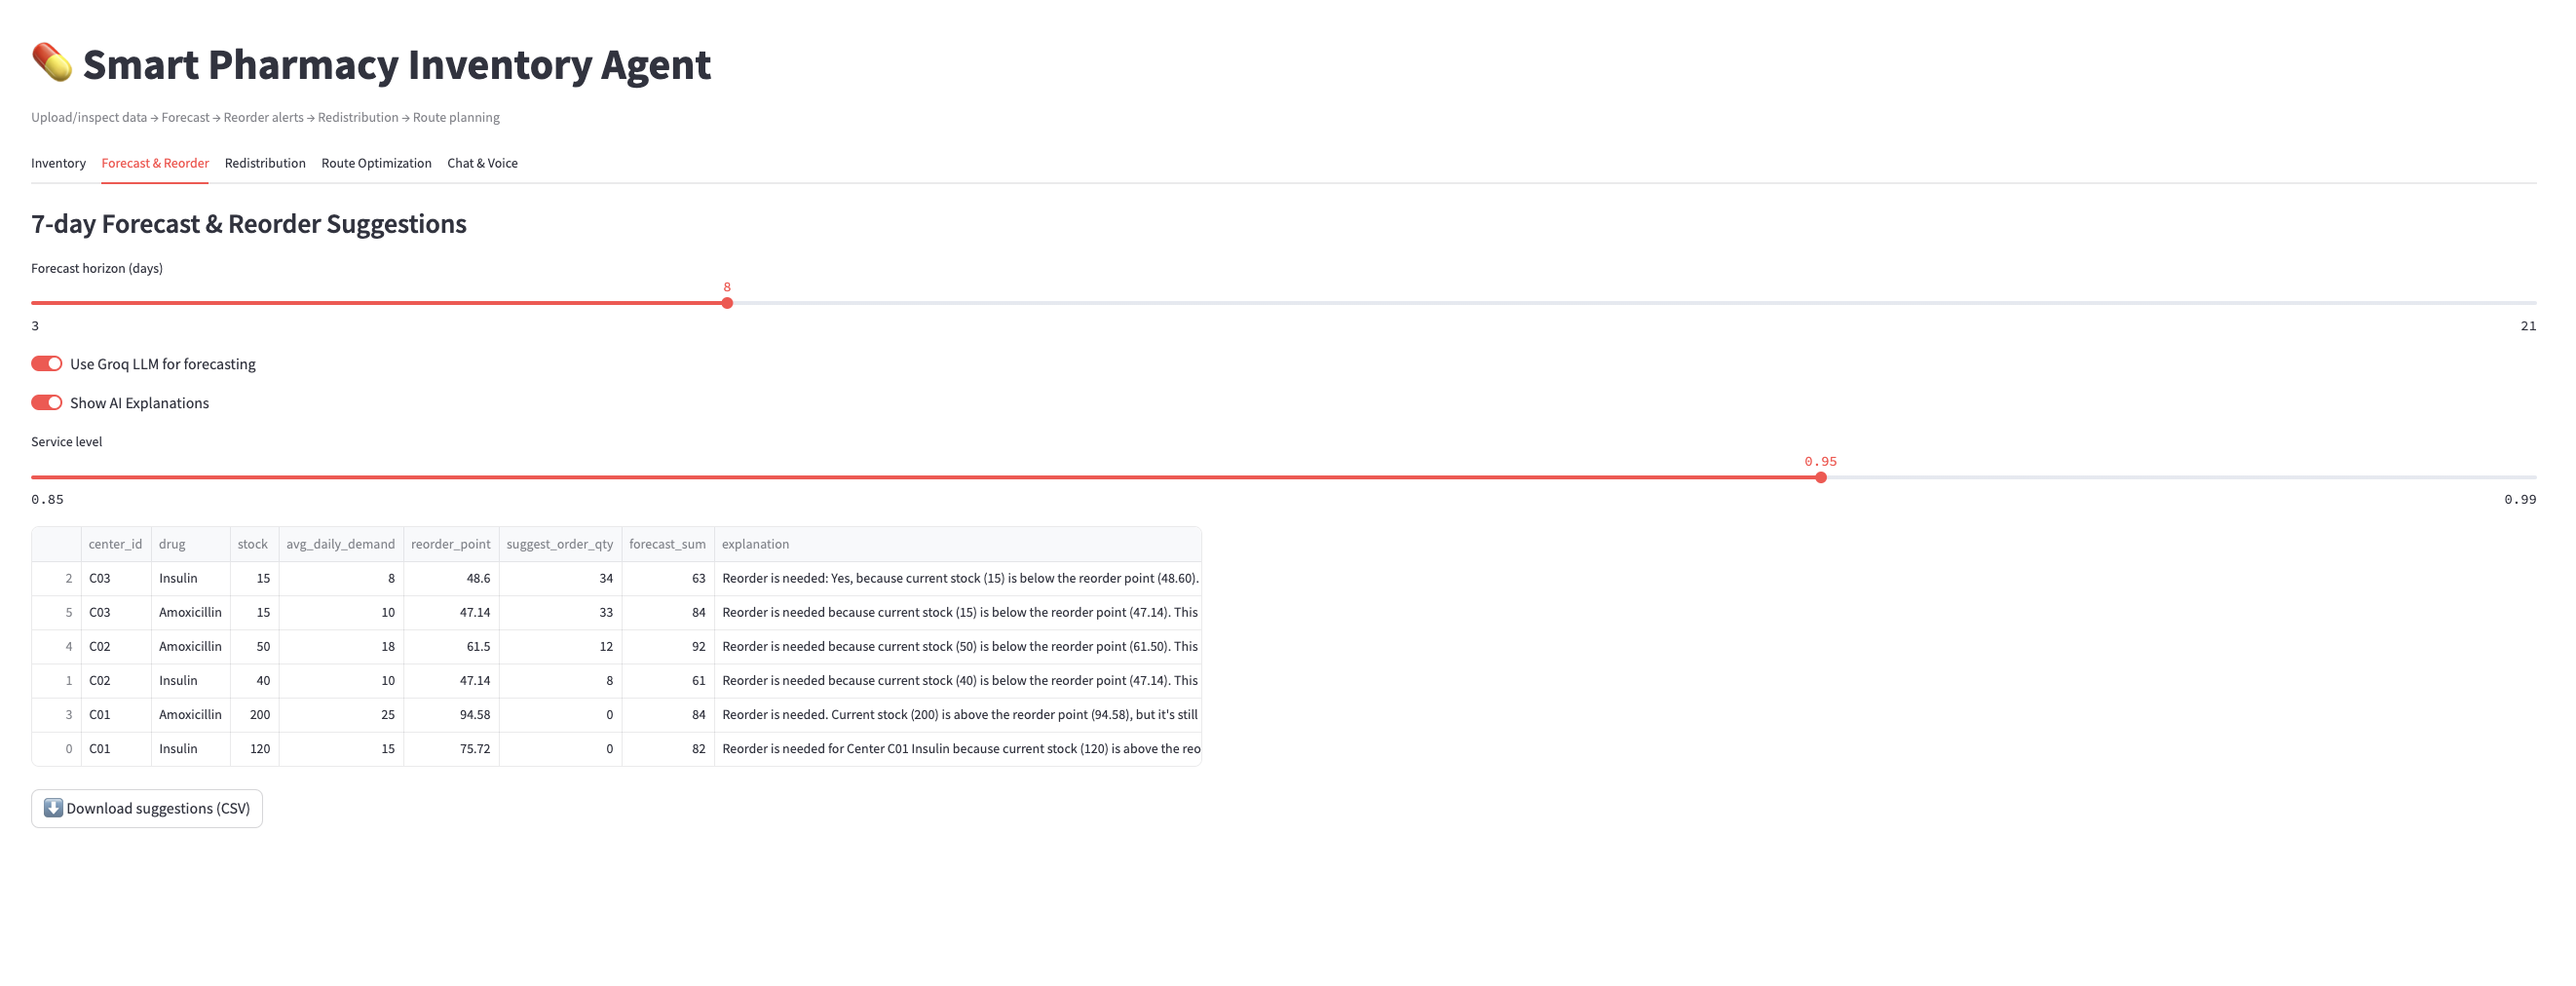 Smart Pharmacy Inventory Agent
Upload/inspect data → Forecast → Reorder alerts → Redistribution → Route planning
Inventory Forecast & Reorder Redistribution Route Optimization Chat & Voice
7-day Forecast & Reorder Suggestions
Forecast horizon (days)
8
3 21
Use Groq LLM for forecasting
Show AI Explanations
Service level
0.95
0.85 0.99
center_id drug stock avg_daily_demand reorder_point suggest_order_qty forecast_sum explanation
2 C03 Insulin 15 8 48.6 34 63 Reorder is needed: Yes, because current stock (15) is below the reorder point (48.60).
5 C03 Amoxicillin 15 10 47.14 33 84 Reorder is needed because current stock (15) is below the reorder point (47.14). This
4 C02 Amoxicillin 50 18 61.5 12 92 Reorder is needed because current stock (50) is below the reorder point (61.50). This
1 C02 Insulin 40 10 47.14 8 61 Reorder is needed because current stock (40) is below the reorder point (47.14). This
3 C01 Amoxicillin 200 25 94.58 0 84 Reorder is needed. Current stock (200) is above the reorder point (94.58), but it's still
0 C01 Insulin 120 15 75.72 0 82 Reorder is needed for Center C01 Insulin because current stock (120) is above the reo
Download suggestions (CSV)